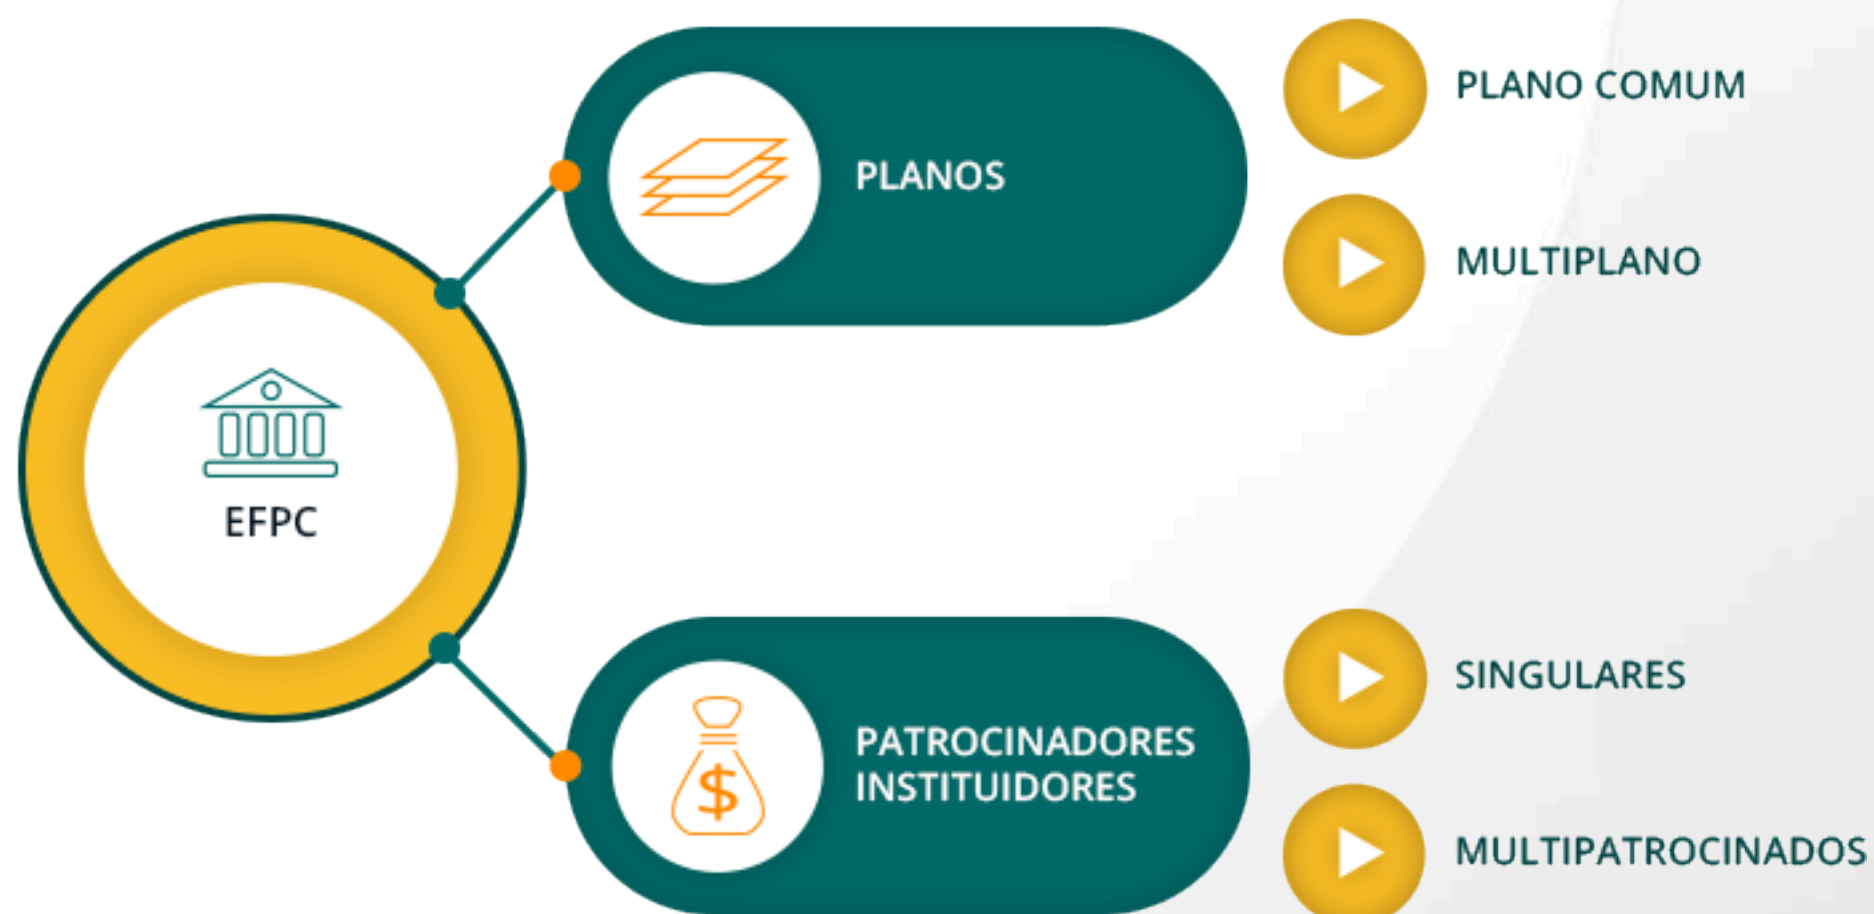 EFPC
PLANOS
PLANO COMUM
MULTIPLANO
PATROCINADORES
INSTITUIDORES
$
SINGULARES
MULTIPATROCINADOS